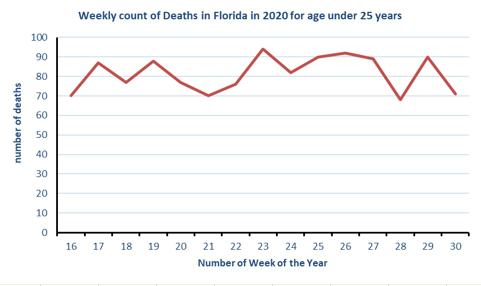 Weekly count of Deaths in Florida in 2020 for age under 25 years
number of deaths
100
90
80
70
60
50
40
30
20
10
0
16 17 18 19 20 21 22 23 24 25 26 27 28 29 30
Number of Week of the Year